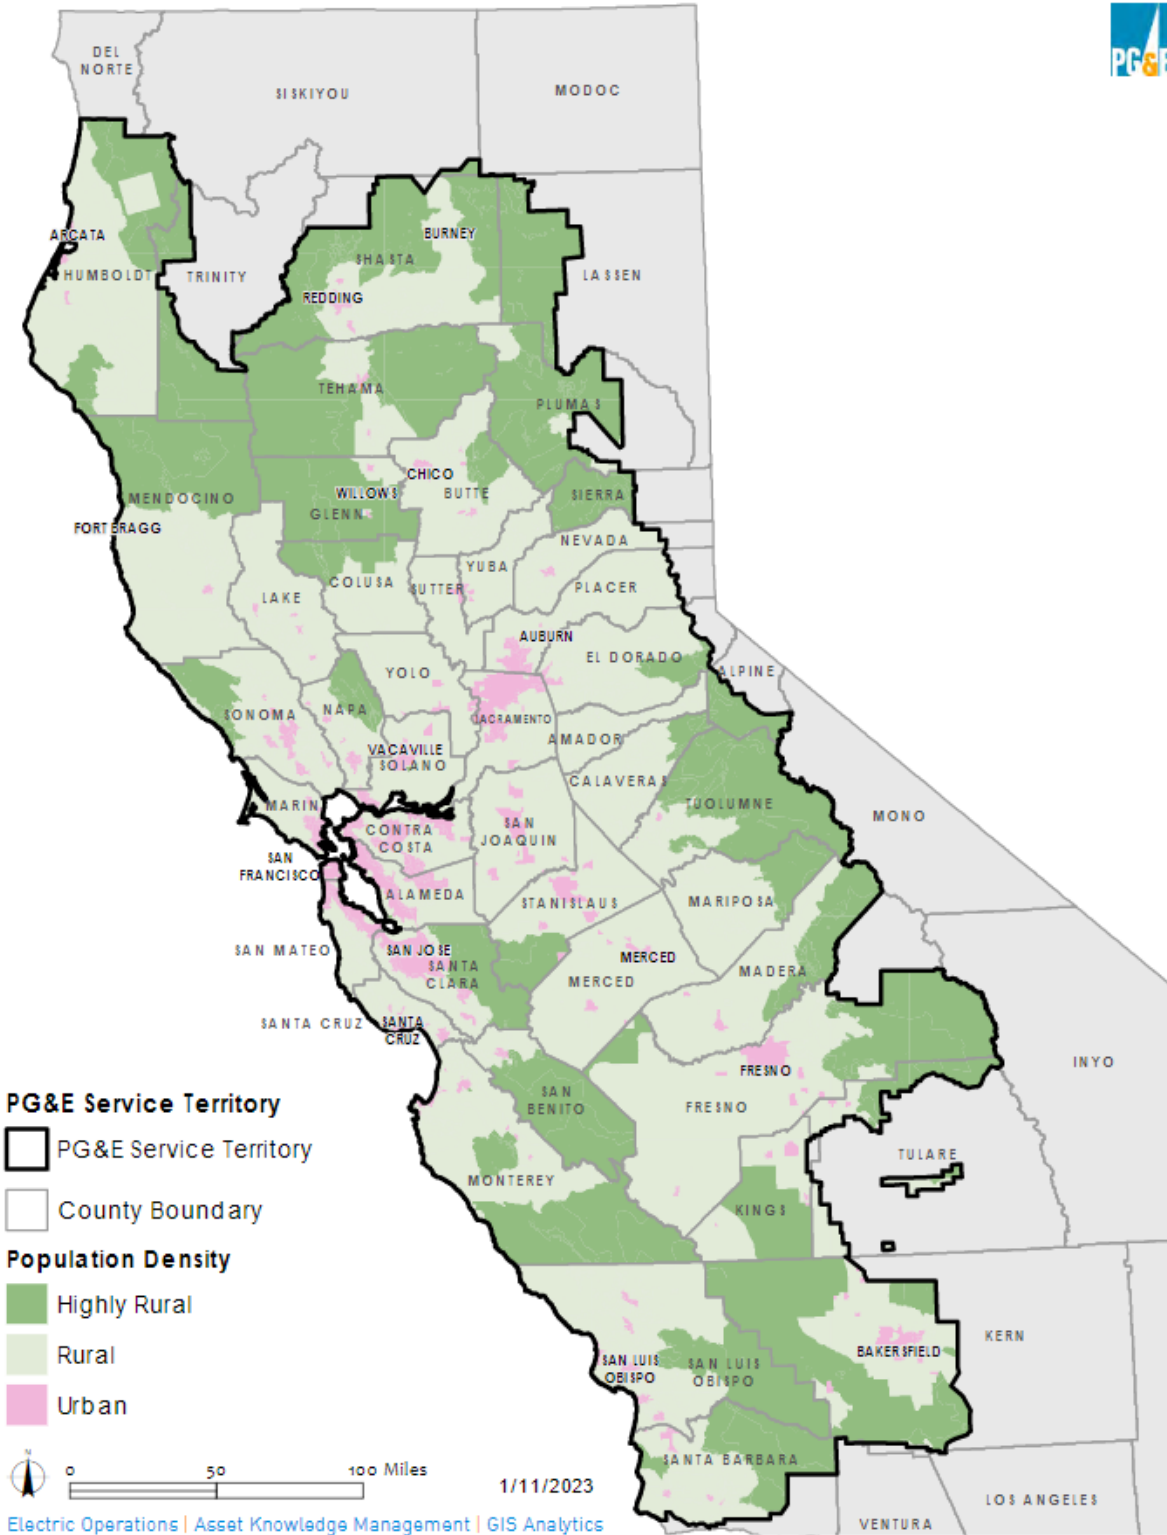 PG&E
DEL
NORTE
SISKIYOU
MODOC
ARCATA
HUMBOLDT
TRINITY
BURNEY
SHASTA
LASSEN
REDDING
TEHAMA
PLUMAS
CHICO
WILLOWS
BUTTE
SIERRA
MENDOCINO
GLENN
FORT BRAGG
NEVADA
YUBA
COLUSA
SUTTER
PLACER
LAKE
AUBURN
EL DORADO
YOLO
ALPINE
NAPA
SONOMA
SACRAMENTO
AMADOR
VACAVILLE
SOLANO
CALAVERAS
MARIN
TUOLUMNE
MONO
CONTRA
COSTA
SAN
JOAQUIN
SAN
FRANCISCO
ALAMEDA
STANISLAUS
MARIPOSA
SAN MATEO
SAN JOSE
SANTA
CLARA
MERCED
MERCED
MADERA
SANTA CRUZ
SANTA
CRUZ
INYO
FRESNO
SAN
BENITO
FRESNO
TULARE
MONTEREY
KINGS
PG&E Service Territory
PG&E Service Territory
County Boundary
Population Density
Highly Rural
Rural
Urban
KERN
BAKERSFIELD
SAN LUIS
OBISPO
SAN LUIS
OBISPO
SANTA BARBARA
LOS ANGELES
VENTURA
N
0 50 100 Miles
1/11/2023
Electric Operations | Asset Knowledge Management | GIS Analytics